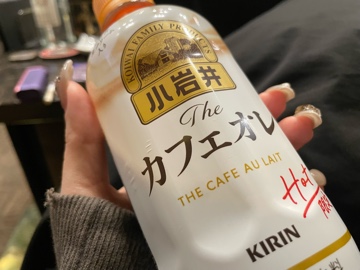 KOIWAI FAMILY PRODUCTS
小岩井
The
カフェオレ
THE CAFE AU LAIT
Hot
KIRIN